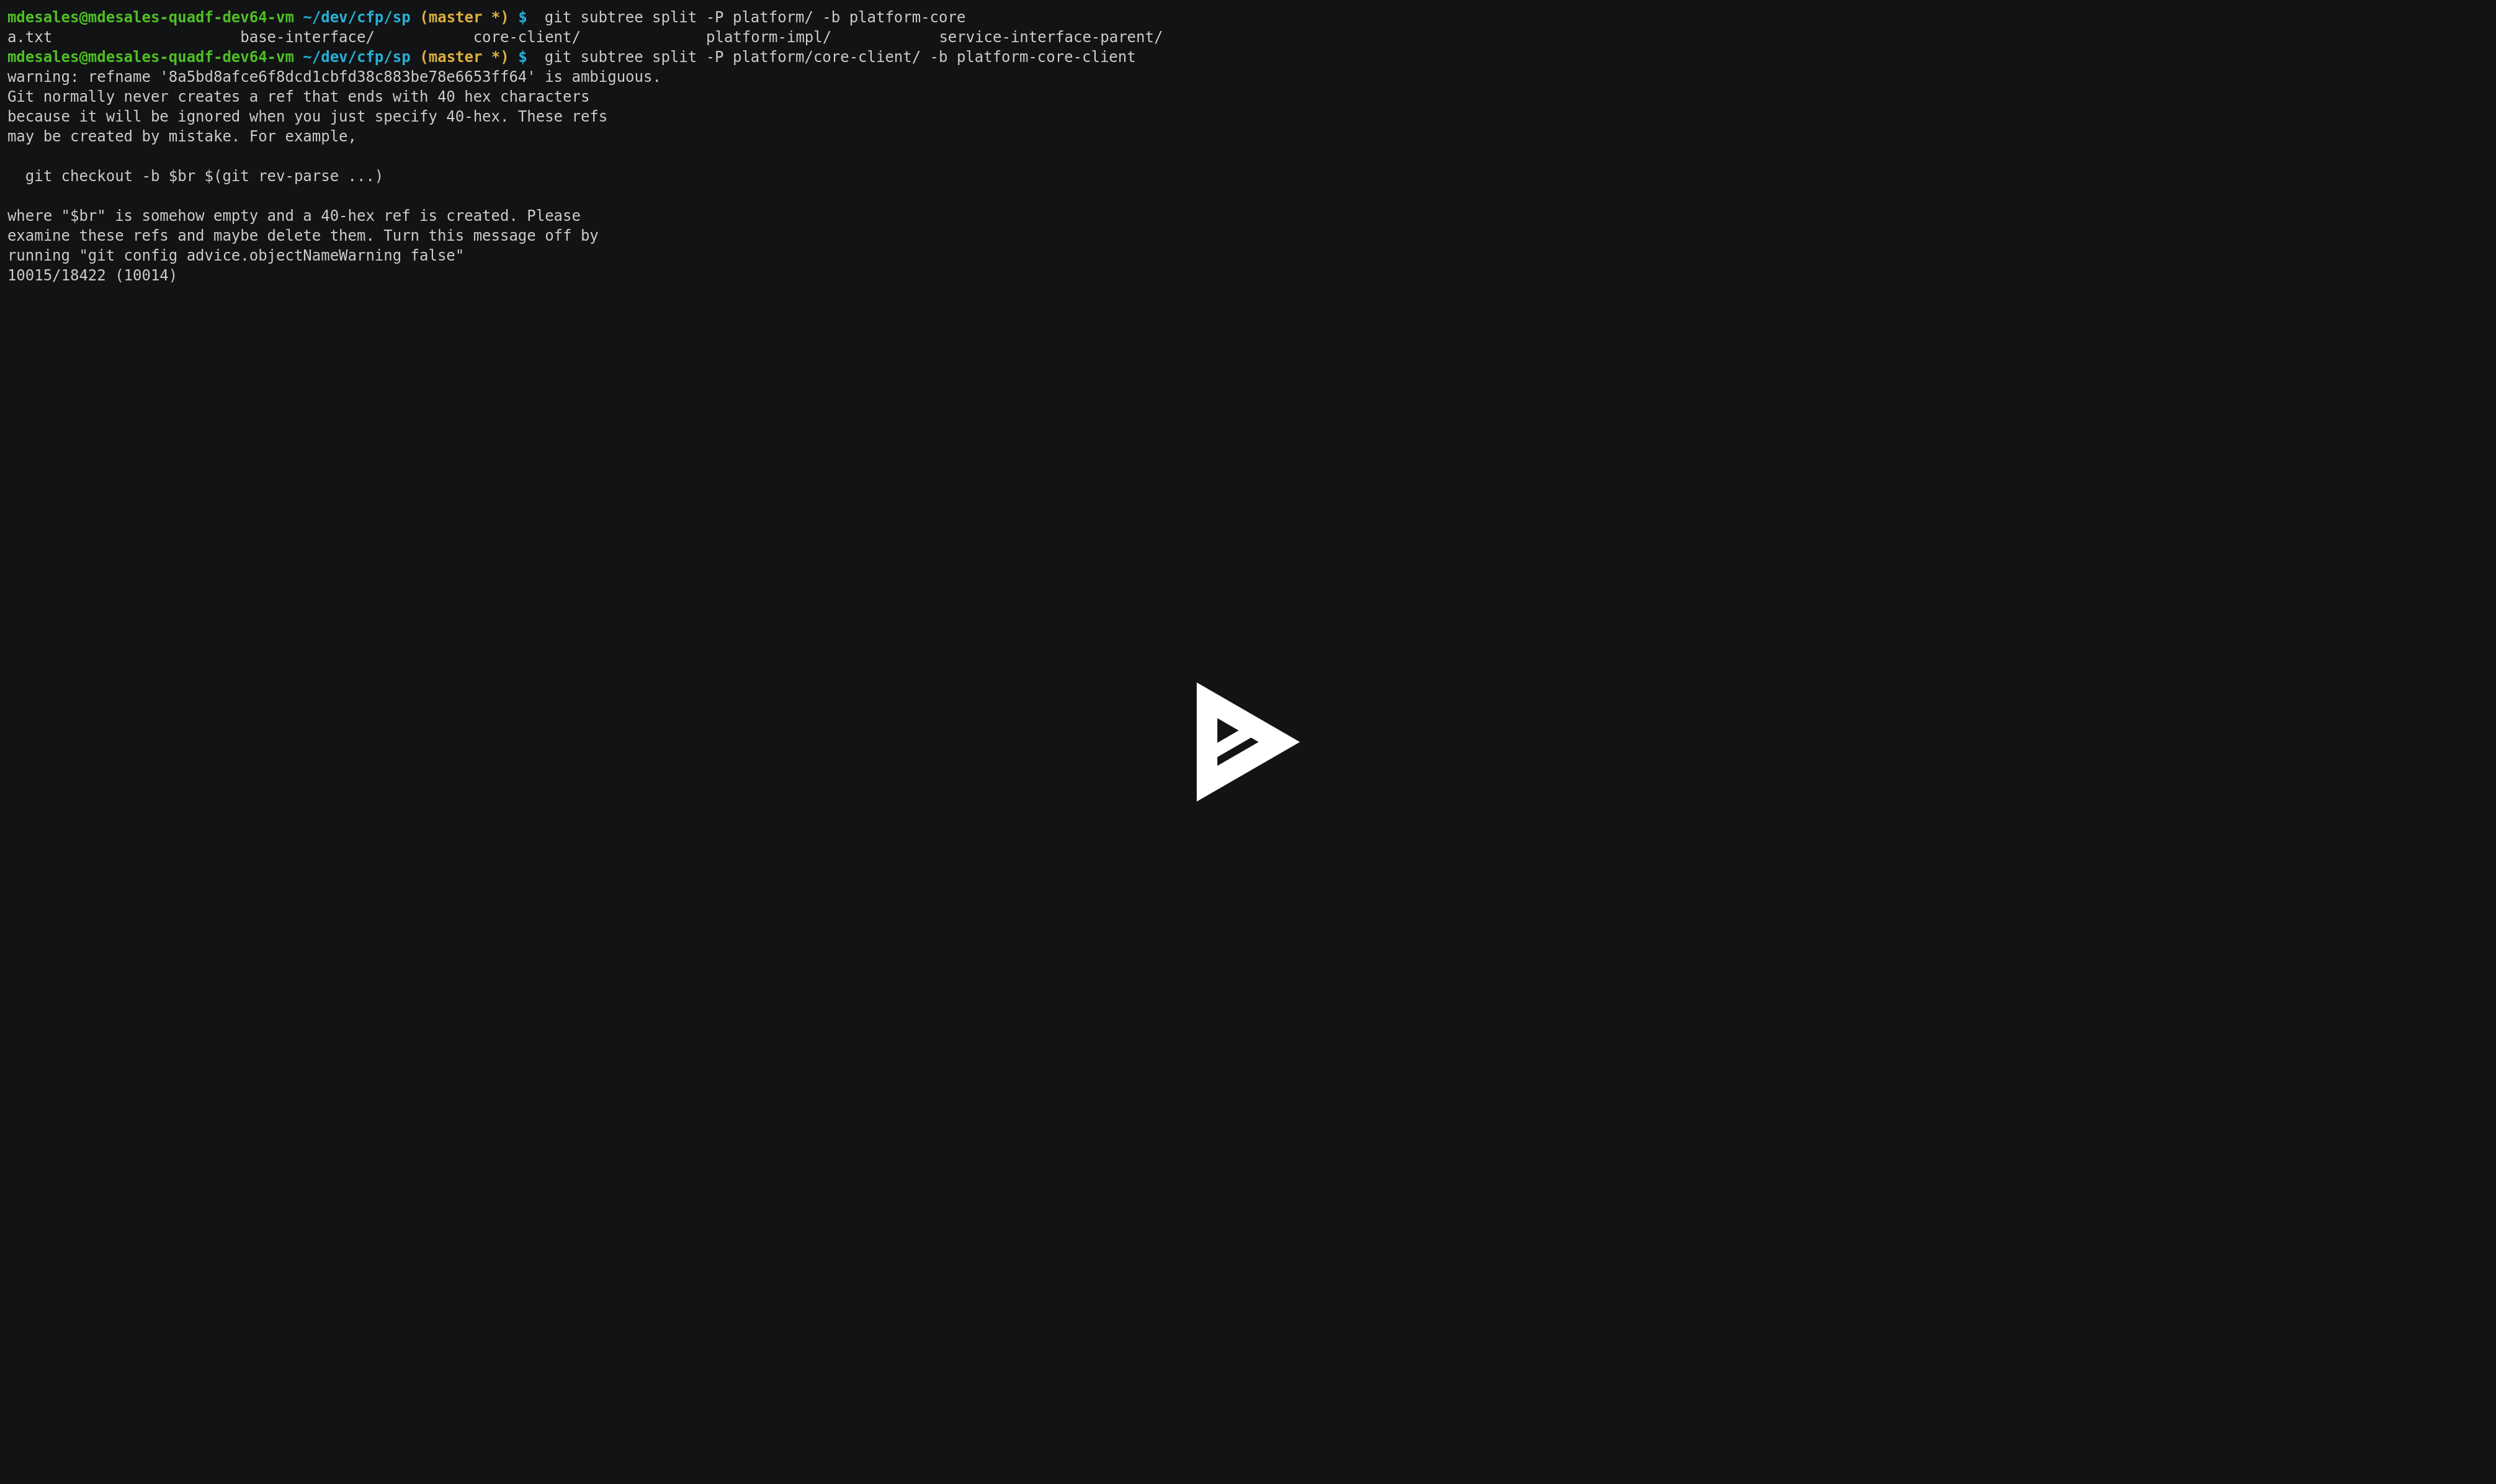 mdesales@mdesales-quadf-dev64-vm ~/dev/cfp/sp (master *) $  git subtree split -P platform/ -b platform-core
a.txt                     base-interface/           core-client/              platform-impl/            service-interface-parent/
mdesales@mdesales-quadf-dev64-vm ~/dev/cfp/sp (master *) $  git subtree split -P platform/core-client/ -b platform-core-client
warning: refname '8a5bd8afce6f8dcd1cbfd38c883be78e6653ff64' is ambiguous.
Git normally never creates a ref that ends with 40 hex characters
because it will be ignored when you just specify 40-hex. These refs
may be created by mistake. For example,

  git checkout -b $br $(git rev-parse ...)

where "$br" is somehow empty and a 40-hex ref is created. Please
examine these refs and maybe delete them. Turn this message off by
running "git config advice.objectNameWarning false"
10015/18422 (10014)